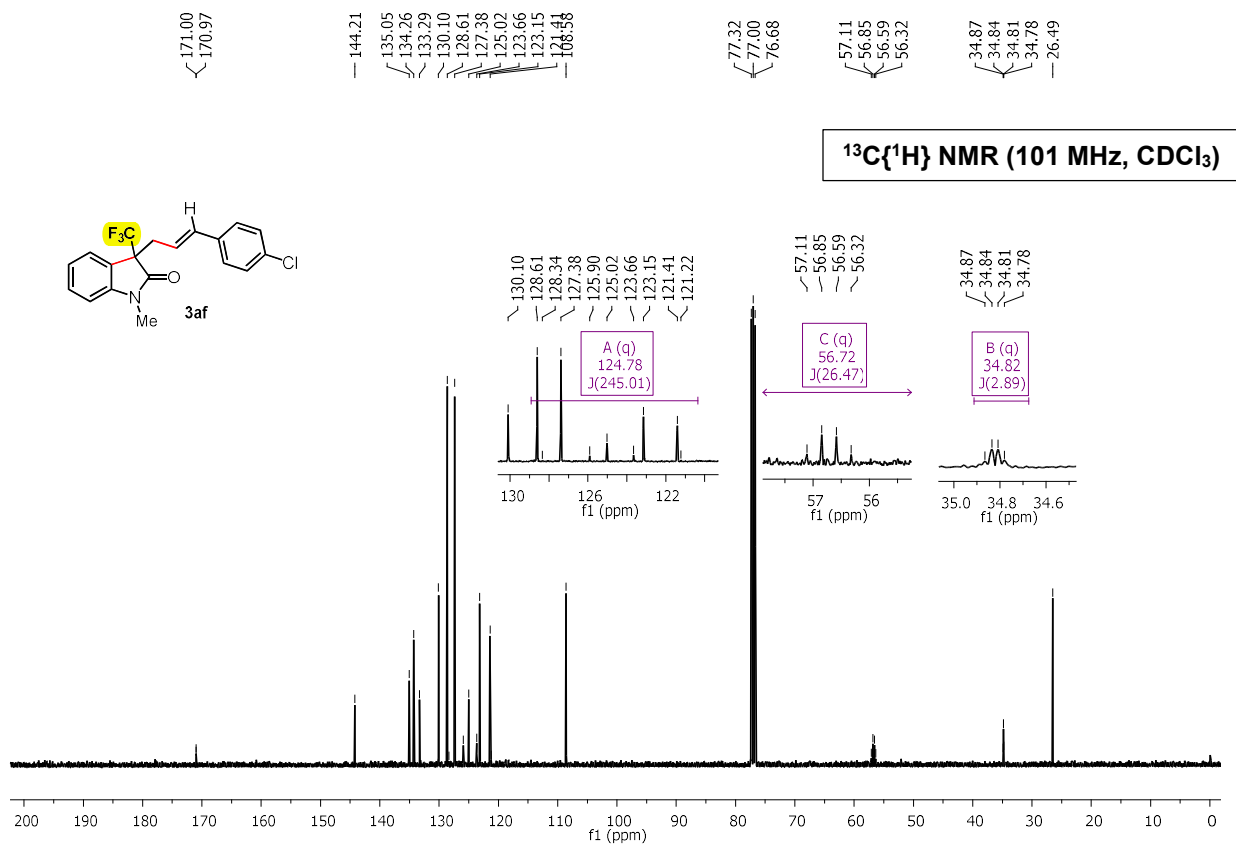 171.00
170.97
144.21
135.05
134.26
133.29
130.10
128.61
127.38
125.02
123.66
123.15
121.41
108.58
77.32
77.00
76.68
57.11
56.85
56.59
56.32
34.87
34.84
34.81
34.78
26.49
¹³C{¹H} NMR (101 MHz, CDCl₃)
F₃C
H
Cl
O
N
Me
3af
130.10
128.61
128.34
127.38
125.90
125.02
123.66
123.15
121.41
121.22
57.11
56.85
56.59
56.32
34.87
34.84
34.81
34.78
A (q)
124.78
J(245.01)
C (q)
56.72
J(26.47)
B (q)
34.82
J(2.89)
130 126 122
f1 (ppm)
57 56
f1 (ppm)
35.0 34.8 34.6
f1 (ppm)
200 190 180 170 160 150 140 130 120 110 100 90 80 70 60 50 40 30 20 10 0
f1 (ppm)